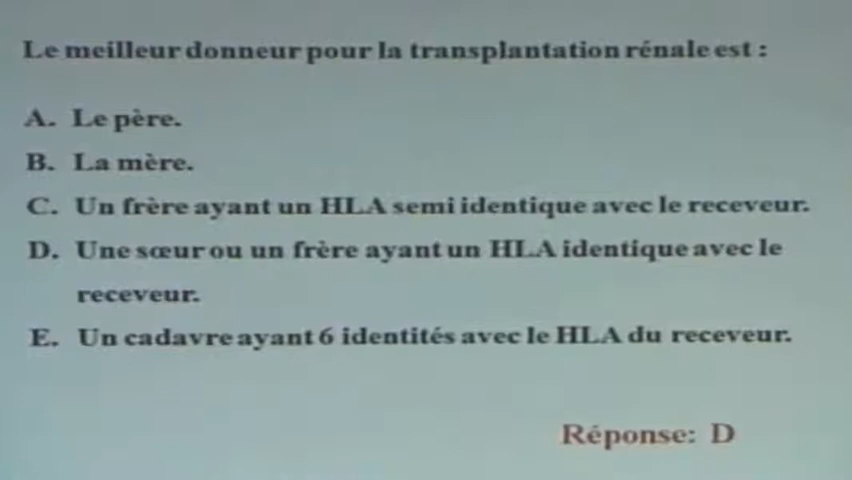 Le meilleur donneur pour la transplantation rénale est :
A. Le père.
B. La mère.
C. Un frère ayant un HLA semi identique avec le receveur.
D. Une sœur ou un frère ayant un HLA identique avec le
receveur.
E. Un cadavre ayant 6 identités avec le HLA du receveur.
Réponse: D